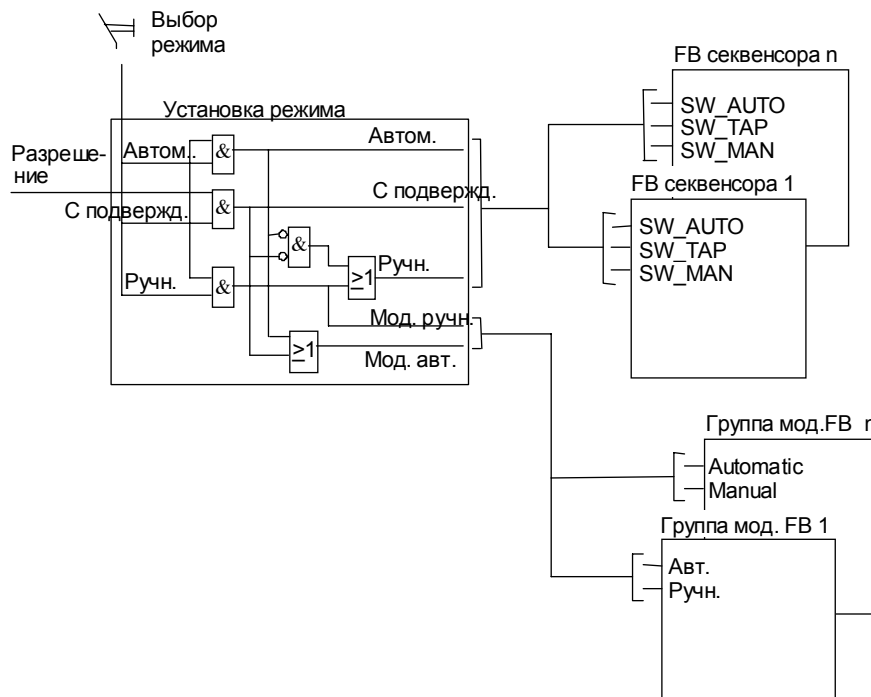 Выбор
режима
FB секвенсора n
SW_AUTO
SW_TAP
SW_MAN
Установка режима
Разреше-
ние
Автом..
&
Автом.
С подвержд.
&
С подвержд.
FB секвенсора 1
SW_AUTO
SW_TAP
SW_MAN
&
Ручн.
&
≥1
Ручн.
Мод. ручн.
≥1
Мод. авт.
Группа мод.FB
Automatic
Manual
Группа мод. FB 1
Авт.
Ручн.